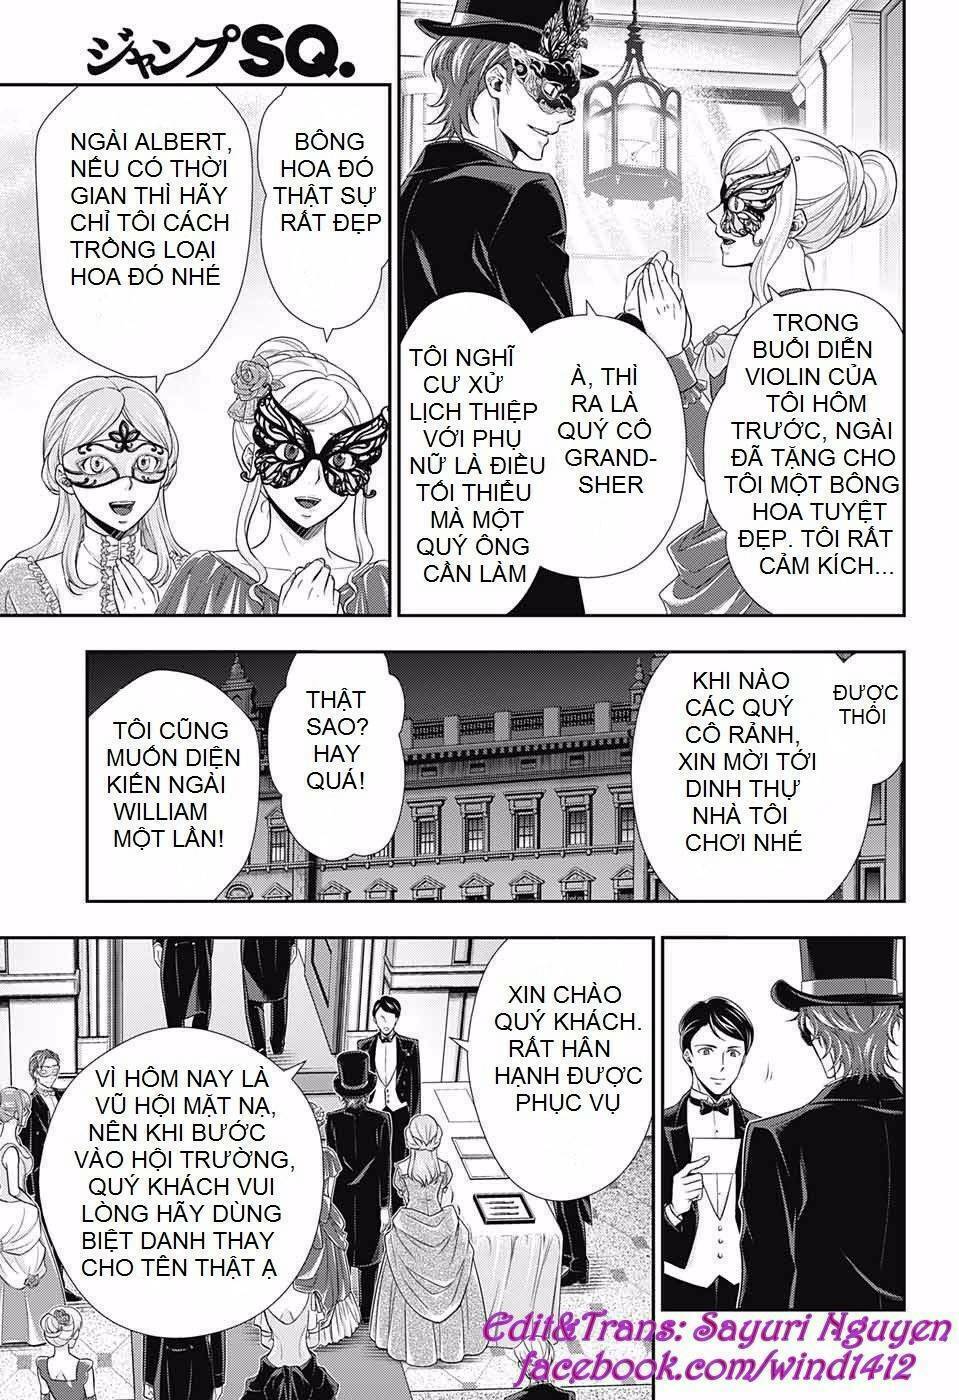 ジャンプSQ.
TRONG
BUỔI DIỄN
VIOLIN CỦA
TÔI HÔM
TRƯỚC, NGÀI
ĐÃ TẶNG CHO
TÔI MỘT BÔNG
HOA TUYỆT
ĐẸP. TÔI RẤT
CẢM KÍCH...
À, THÌ
RA LÀ
QUÝ CÔ
GRAND-
SHER
TÔI NGHĨ
CƯ XỬ
LỊCH THIỆP
VỚI PHỤ
NỮ LÀ ĐIỀU
TỐI THIỂU
MÀ MỘT
QUÝ ÔNG
CẦN LÀM
BÔNG
HOA ĐÓ
THẬT SỰ
RẤT ĐẸP
NGÀI ALBERT,
NẾU CÓ THỜI
GIAN THÌ HÃY
CHỈ TÔI CÁCH
TRỒNG LOẠI
HOA ĐÓ NHÉ
ĐƯỢC
THÔI
KHI NÀO
CÁC QUÝ
CÔ RẢNH,
XIN MỜI TỚI
DINH THỰ
NHÀ TÔI
CHƠI NHÉ
THẬT
SAO?
HAY
QUÁ!
TÔI CŨNG
MUỐN DIỆN
KIẾN NGÀI
WILLIAM
MỘT LẦN!
XIN CHÀO
QUÝ KHÁCH.
RẤT HÂN
HẠNH ĐƯỢC
PHỤC VỤ
VÌ HÔM NAY LÀ
VŨ HỘI MẶT NẠ,
NÊN KHI BƯỚC
VÀO HỘI TRƯỜNG,
QUÝ KHÁCH VUI
LÒNG HÃY DÙNG
BIỆT DANH THAY
CHO TÊN THẬT Ạ
Edit&Trans: Sayuri Nguyen
facebook.com/wind1412